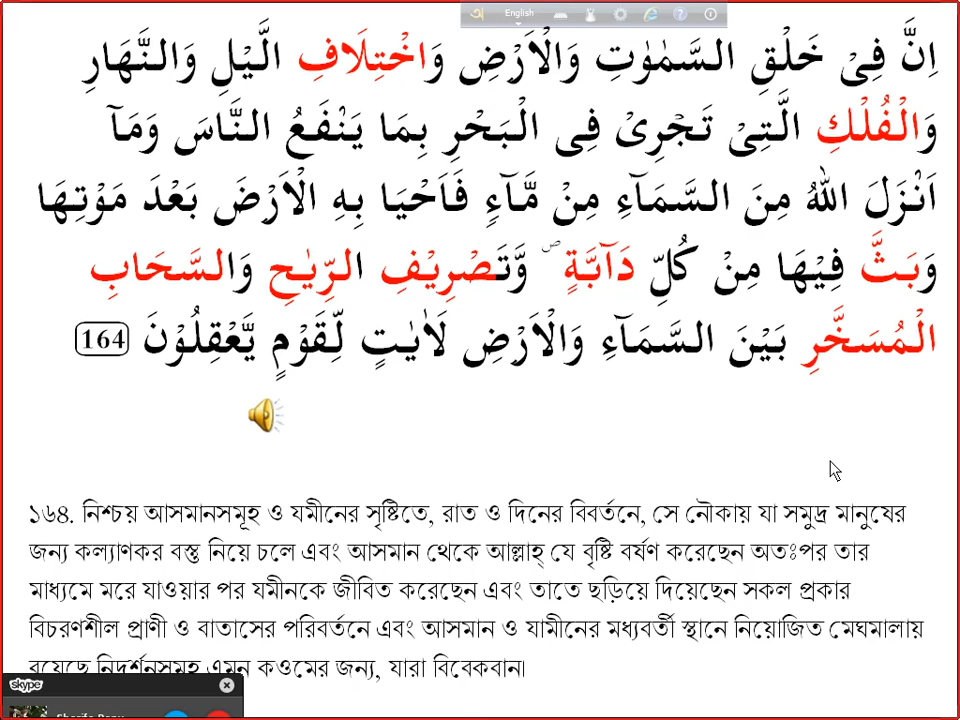 English
اِنَّ فِىْ خَلْقِ السَّمٰوٰتِ وَالْاَرْضِ وَاخْتِلَافِ الَّيْلِ وَالنَّهَارِ
وَالْفُلْكِ الَّتِىْ تَجْرِىْ فِى الْبَحْرِ بِمَا يَنْفَعُ النَّاسَ وَمَآ
اَنْزَلَ اللهُ مِنَ السَّمَآءِ مِنْ مَّآءٍ فَاَحْيَا بِهِ الْاَرْضَ بَعْدَ مَوْتِهَا
وَبَثَّ فِيْهَا مِنْ كُلِّ دَآبَّةٍ ۖ وَّتَصْرِيْفِ الرِّيٰحِ وَالسَّحَابِ
الْمُسَخَّرِ بَيْنَ السَّمَآءِ وَالْاَرْضِ لَاٰيٰتٍ لِّقَوْمٍ يَّعْقِلُوْنَ 164
১৬৪. নিশ্চয় আসমানসমূহ ও যমীনের সৃষ্টিতে, রাত ও দিনের বিবর্তনে, সে নৌকায় যা সমুদ্র মানুষের
জন্য কল্যাণকর বস্তু নিয়ে চলে এবং আসমান থেকে আল্লাহ্ যে বৃষ্টি বর্ষণ করেছেন অতঃপর তার
মাধ্যমে মরে যাওয়ার পর যমীনকে জীবিত করেছেন এবং তাতে ছড়িয়ে দিয়েছেন সকল প্রকার
বিচরণশীল প্রাণী ও বাতাসের পরিবর্তনে এবং আসমান ও যামীনের মধ্যবর্তী স্থানে নিয়োজিত মেঘমালায়
রয়েছে নিদর্শনসমূহ এমন কওমের জন্য, যারা বিবেকবান।
skype